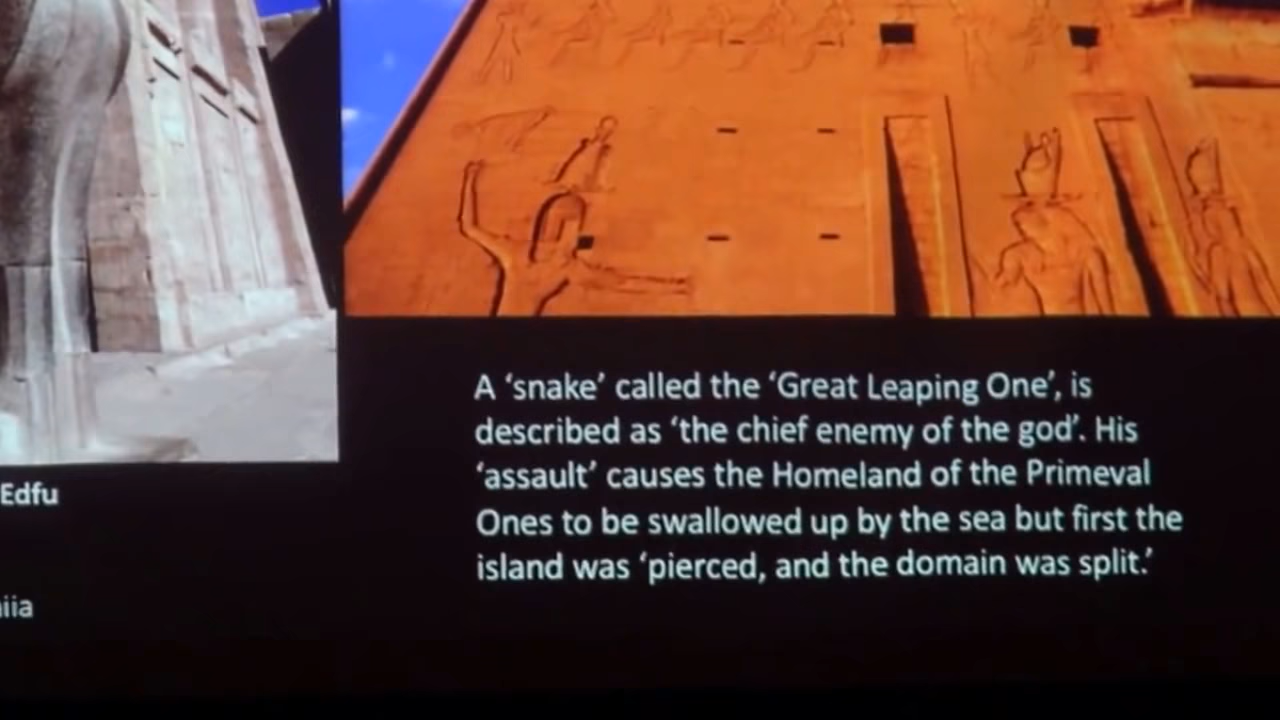 Edfu
A ‘snake’ called the ‘Great Leaping One’, is
described as ‘the chief enemy of the god’. His
‘assault’ causes the Homeland of the Primeval
Ones to be swallowed up by the sea but first the
island was ‘pierced, and the domain was split.’